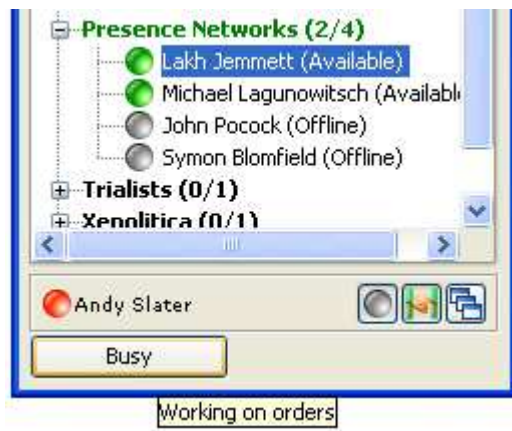 Presence Networks (2/4)
Lakh Jemmett (Available)
Michael Lagunowitsch (Availabl
John Pocock (Offline)
Symon Blomfield (Offline)
Trialists (0/1)
Xenolitica (0/1)
Andy Slater
Busy
Working on orders